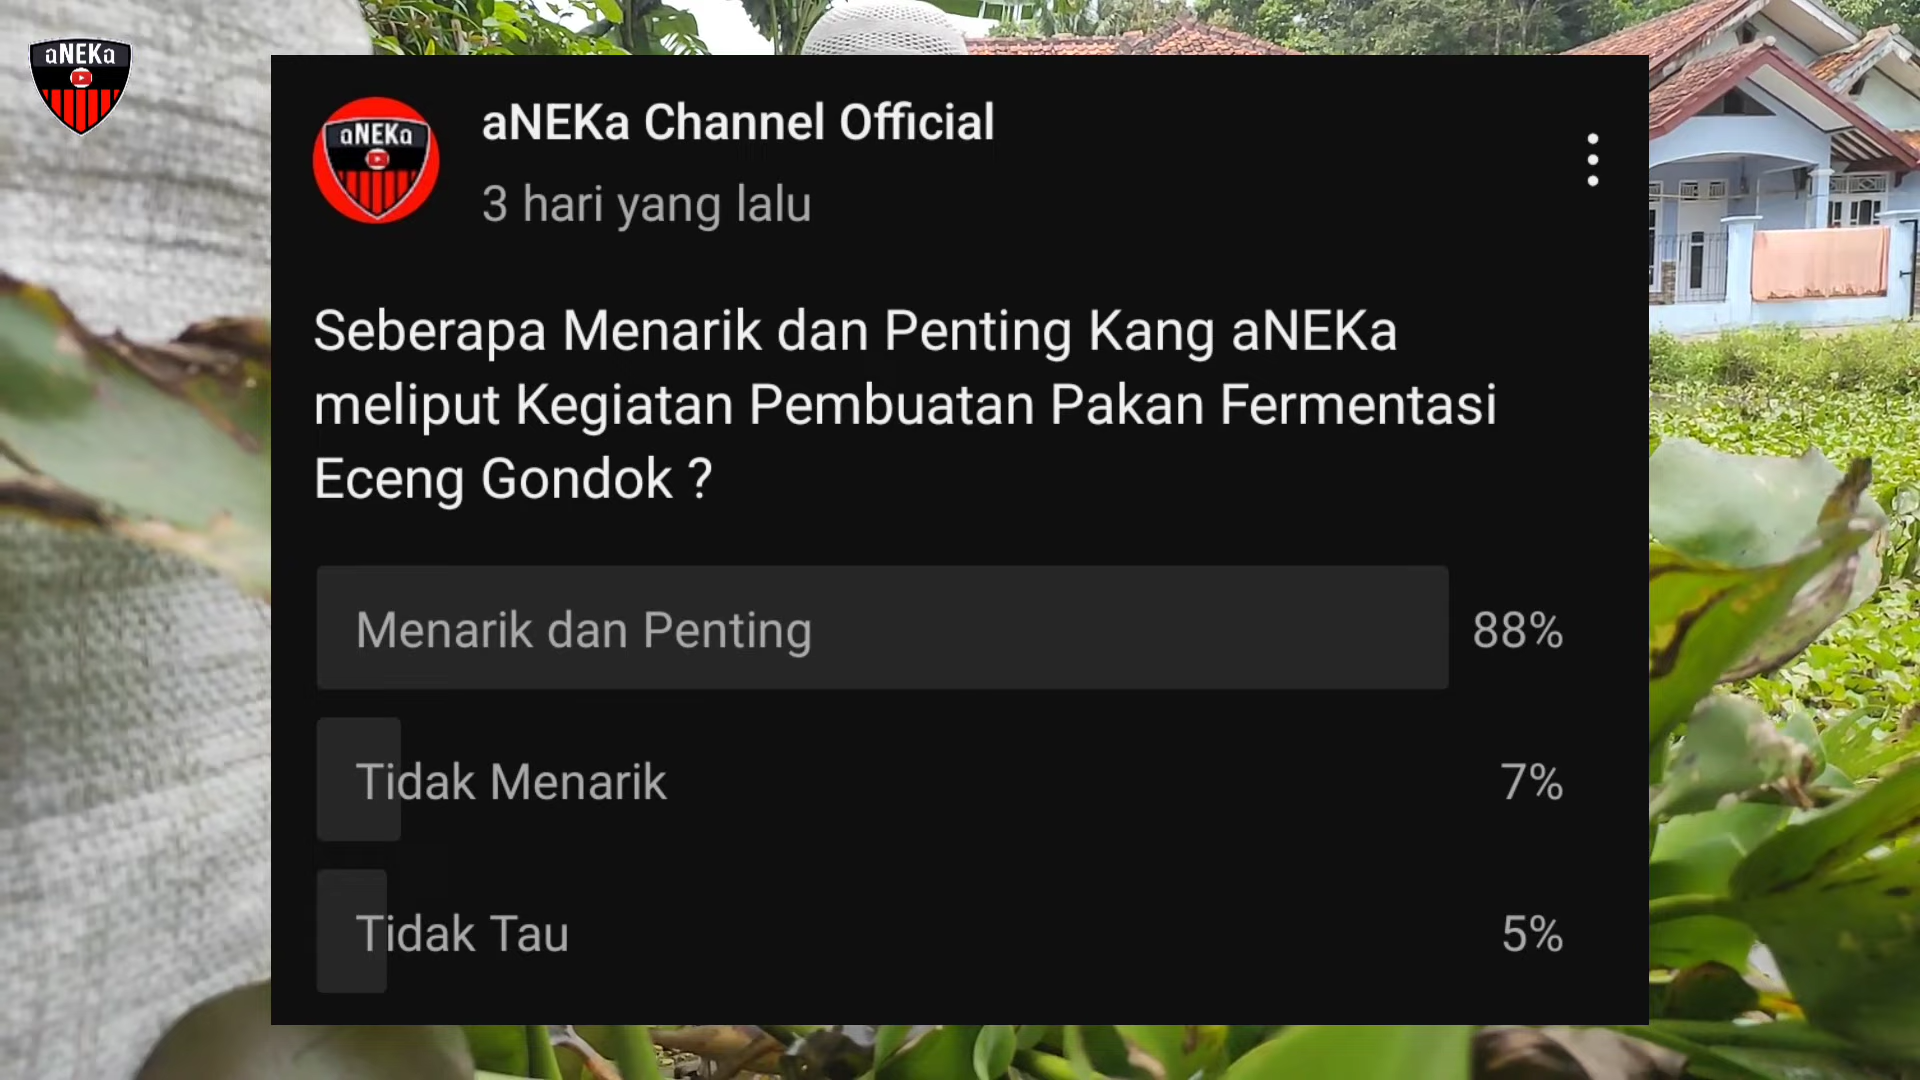 aNEKa
aNEKa
aNEKa Channel Official
3 hari yang lalu
Seberapa Menarik dan Penting Kang aNEKa
meliput Kegiatan Pembuatan Pakan Fermentasi
Eceng Gondok ?
Menarik dan Penting 88%
Tidak Menarik 7%
Tidak Tau 5%